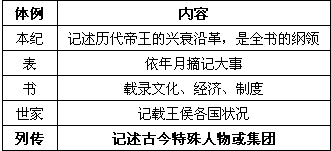 体例 内容
本纪 记述历代帝王的兴衰沿革，是全书的纲领
表 依年月摘记大事
书 载录文化、经济、制度
世家 记载王侯各国状况
列传 记述古今特殊人物或集团